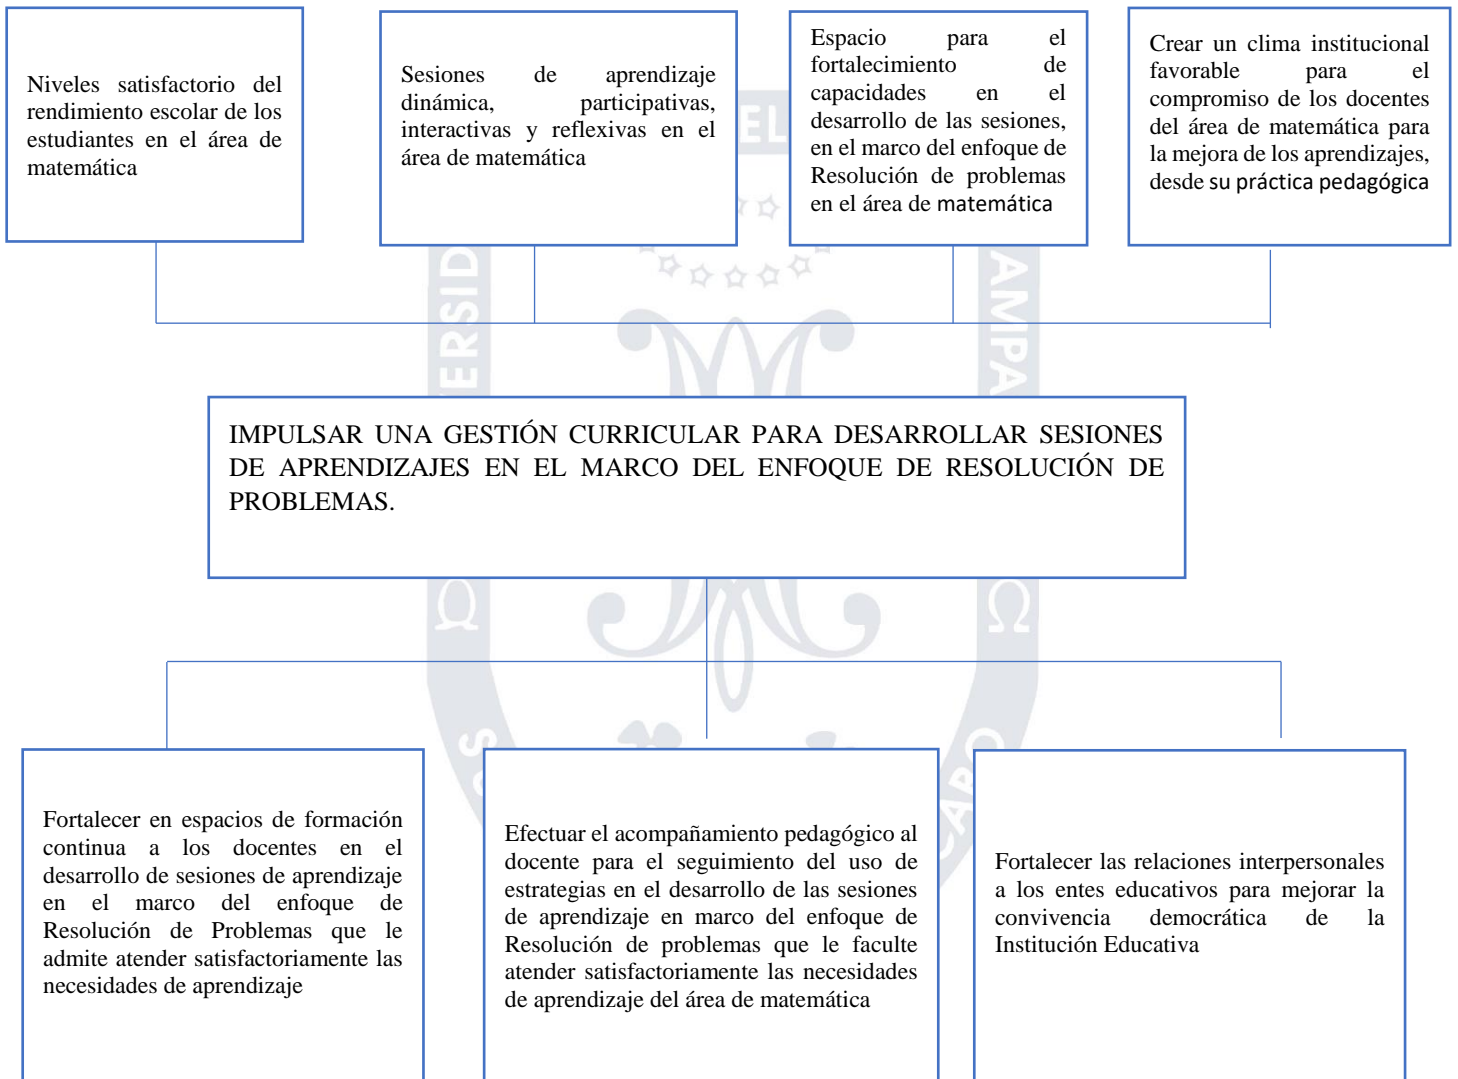 Niveles satisfactorio del
rendimiento escolar de los
estudiantes en el área de
matemática
Sesiones de aprendizaje
dinámica, participativas,
interactivas y reflexivas en el
área de matemática
Espacio para el
fortalecimiento de
capacidades en el
desarrollo de las sesiones,
en el marco del enfoque de
Resolución de problemas
en el área de matemática
Crear un clima institucional
favorable para el
compromiso de los docentes
del área de matemática para
la mejora de los aprendizajes,
desde su práctica pedagógica
IMPULSAR UNA GESTIÓN CURRICULAR PARA DESARROLLAR SESIONES
DE APRENDIZAJES EN EL MARCO DEL ENFOQUE DE RESOLUCIÓN DE
PROBLEMAS.
Fortalecer en espacios de formación
continua a los docentes en el
desarrollo de sesiones de aprendizaje
en el marco del enfoque de
Resolución de Problemas que le
admite atender satisfactoriamente las
necesidades de aprendizaje
Efectuar el acompañamiento pedagógico al
docente para el seguimiento del uso de
estrategias en el desarrollo de las sesiones
de aprendizaje en marco del enfoque de
Resolución de problemas que le faculte
atender satisfactoriamente las necesidades
de aprendizaje del área de matemática
Fortalecer las relaciones interpersonales
a los entes educativos para mejorar la
convivencia democrática de la
Institución Educativa